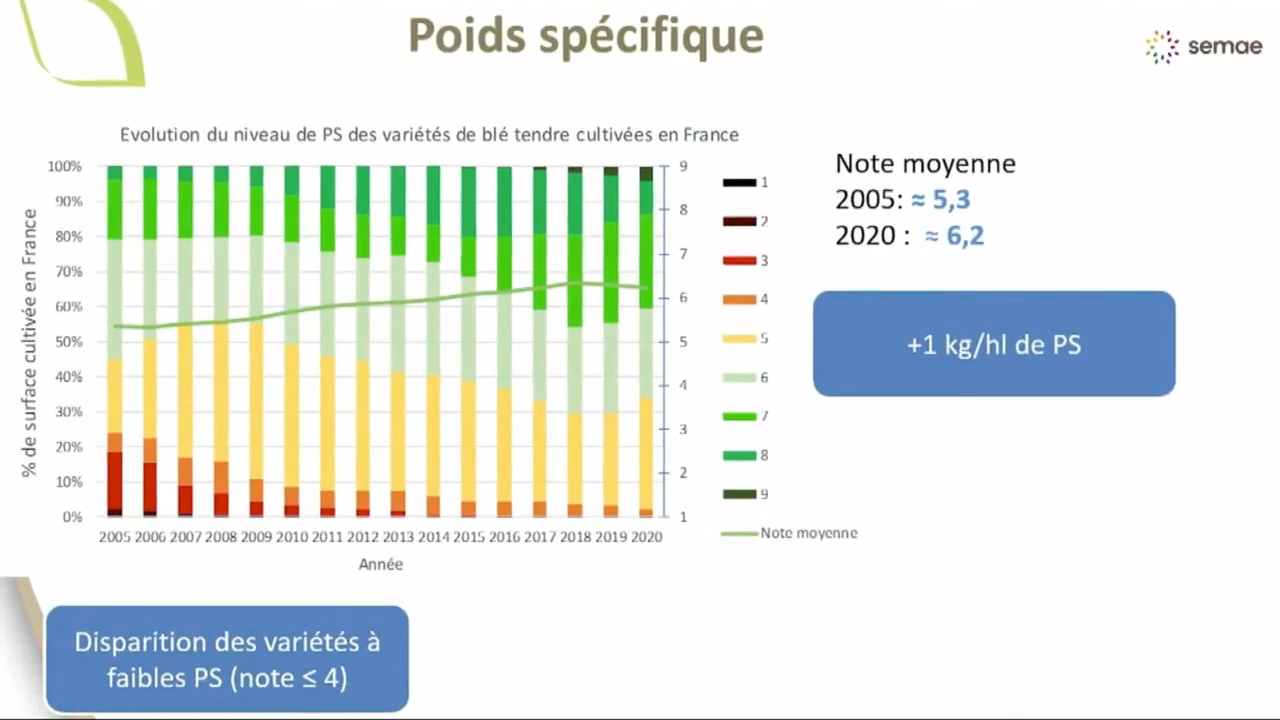 Poids spécifique
semae
Evolution du niveau de PS des variétés de blé tendre cultivées en France
% de surface cultivée en France
100%
90%
80%
70%
60%
50%
40%
30%
20%
10%
0%
9
8
7
6
5
4
3
2
1
2005 2006 2007 2008 2009 2010 2011 2012 2013 2014 2015 2016 2017 2018 2019 2020
Année
1
2
3
4
5
6
7
8
9
Note moyenne
Note moyenne
2005: ≈ 5,3
2020 : ≈ 6,2
+1 kg/hl de PS
Disparition des variétés à
faibles PS (note ≤ 4)